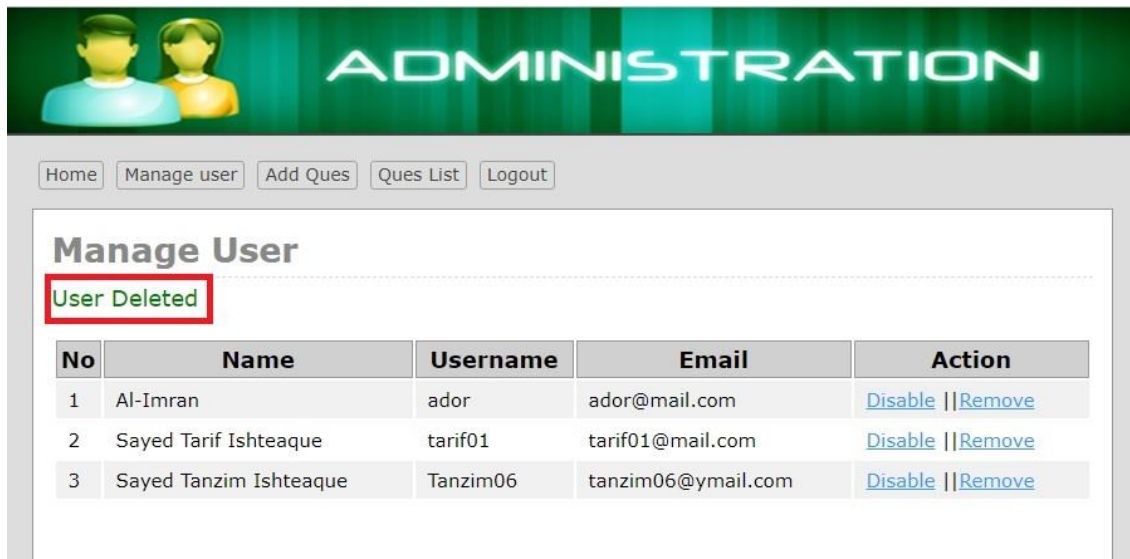 ADMINISTRATION
Home Manage user Add Ques Ques List Logout
Manage User
User Deleted
No Name Username Email Action
1 Al-Imran ador ador@mail.com Disable ||Remove
2 Sayed Tarif Ishteaque tarif01 tarif01@mail.com Disable ||Remove
3 Sayed Tanzim Ishteaque Tanzim06 tanzim06@ymail.com Disable ||Remove